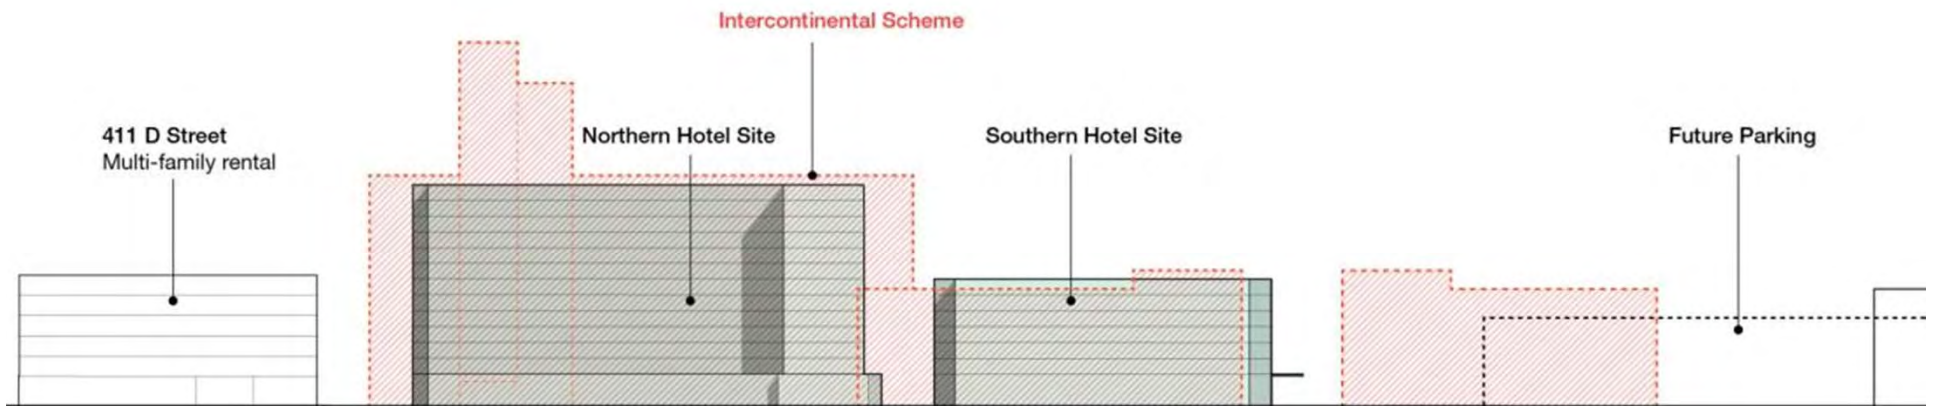 Intercontinental Scheme
411 D Street
Multi-family rental
Northern Hotel Site
Southern Hotel Site
Future Parking